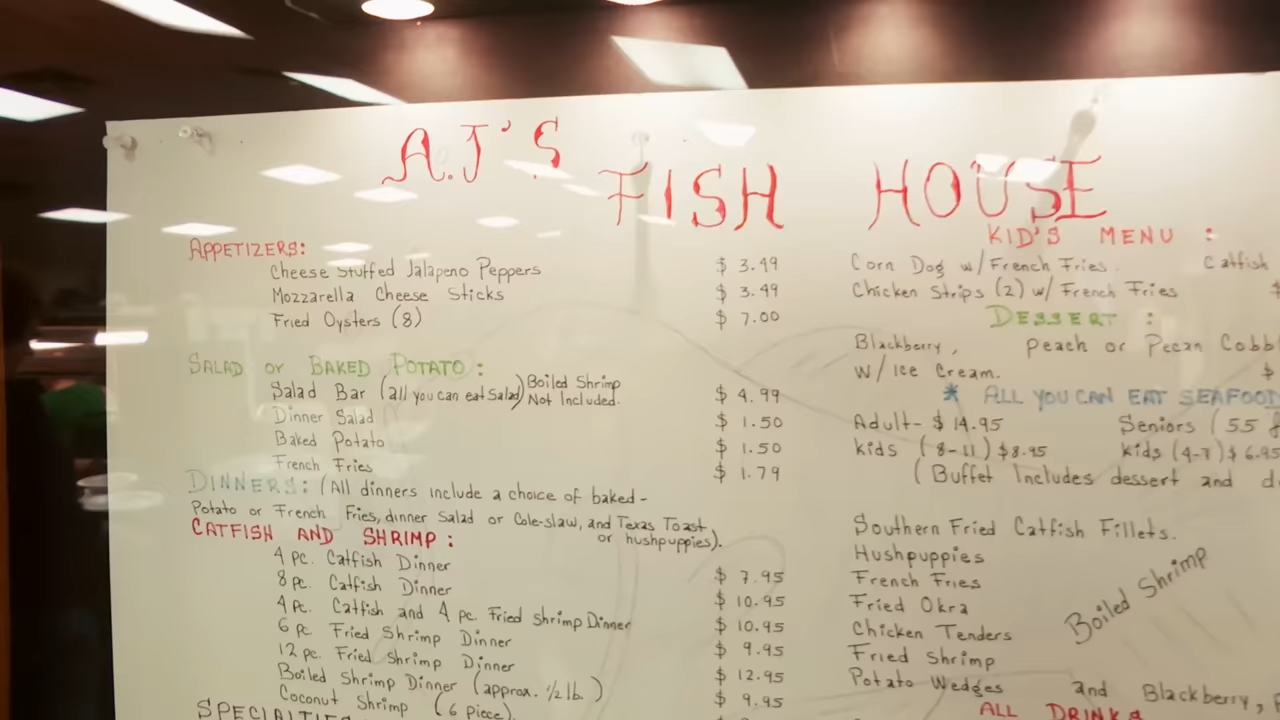 A.J'S FISH HOUSE
APPETIZERS:
Cheese Stuffed Jalapeno Peppers $ 3.49
Mozzarella Cheese Sticks $ 3.49
Fried Oysters (8) $ 7.00
SALAD or BAKED POTATO:
Salad Bar (all you can eat Salad) Boiled Shrimp Not Included. $ 4.99
Dinner Salad $ 1.50
Baked Potato $ 1.50
French Fries $ 1.79
DINNERS: (All dinners include a choice of baked-
Potato or French Fries, dinner Salad or Cole-slaw, and Texas Toast,
or hushpuppies).
CATFISH AND SHRIMP:
4 pc. Catfish Dinner $ 7.95
8 pc. Catfish Dinner $ 10.95
4 pc. Catfish and 4 pc. Fried Shrimp Dinner $ 10.95
6 pc Fried Shrimp Dinner $ 9.95
12 pc. Fried Shrimp Dinner $ 12.95
Boiled Shrimp Dinner (approx. 1/2 lb.) $ 9.95
Coconut Shrimp (6 Piece).
KID'S MENU :
Corn Dog w/French Fries. Catfish
Chicken Strips (2) w/ French Fries $
DESSERT :
Blackberry, Peach or Pecan
W/ Ice Cream. $
* ALL YOU CAN EAT SEAFOOD
Adult- $ 14.95 Seniors (55
kids (8-11) $8.95 kids (4-7) $ 6.95
(Buffet Includes dessert and
Southern Fried Catfish Fillets.
Hushpuppies
French Fries
Fried Okra
Boiled Shrimp
Chicken Tenders
Fried Shrimp
Potato Wedges and Blackberry,
ALL DRINKS